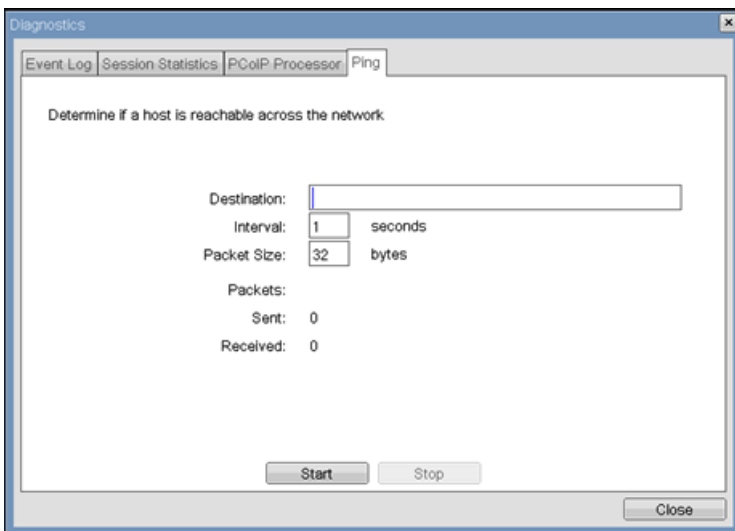 Diagnostics
Event Log Session Statistics PCoIP Processor Ping
Determine if a host is reachable across the network
Destination:
Interval: 1 seconds
Packet Size: 32 bytes
Packets:
Sent: 0
Received: 0
Start Stop
Close